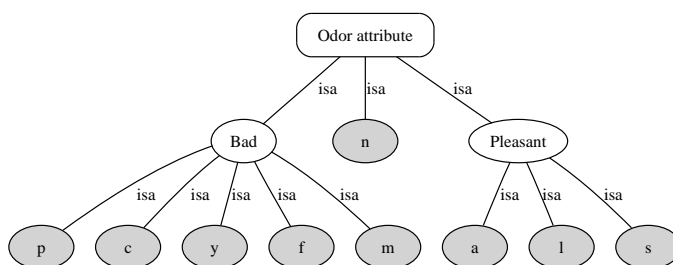 Odor attribute
isa isa isa
Bad n Pleasant
isa isa isa isa isa isa isa isa
p c y f m a l s